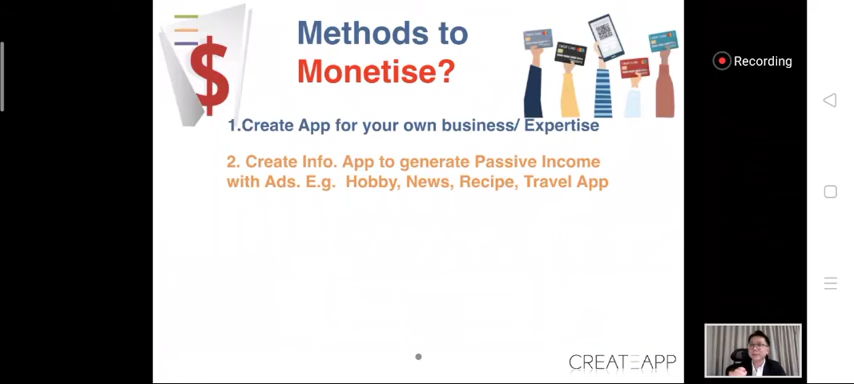 Methods to
Monetise?
Recording
1.Create App for your own business/ Expertise
2. Create Info. App to generate Passive Income
with Ads. E.g. Hobby, News, Recipe, Travel App
CREATEAPP